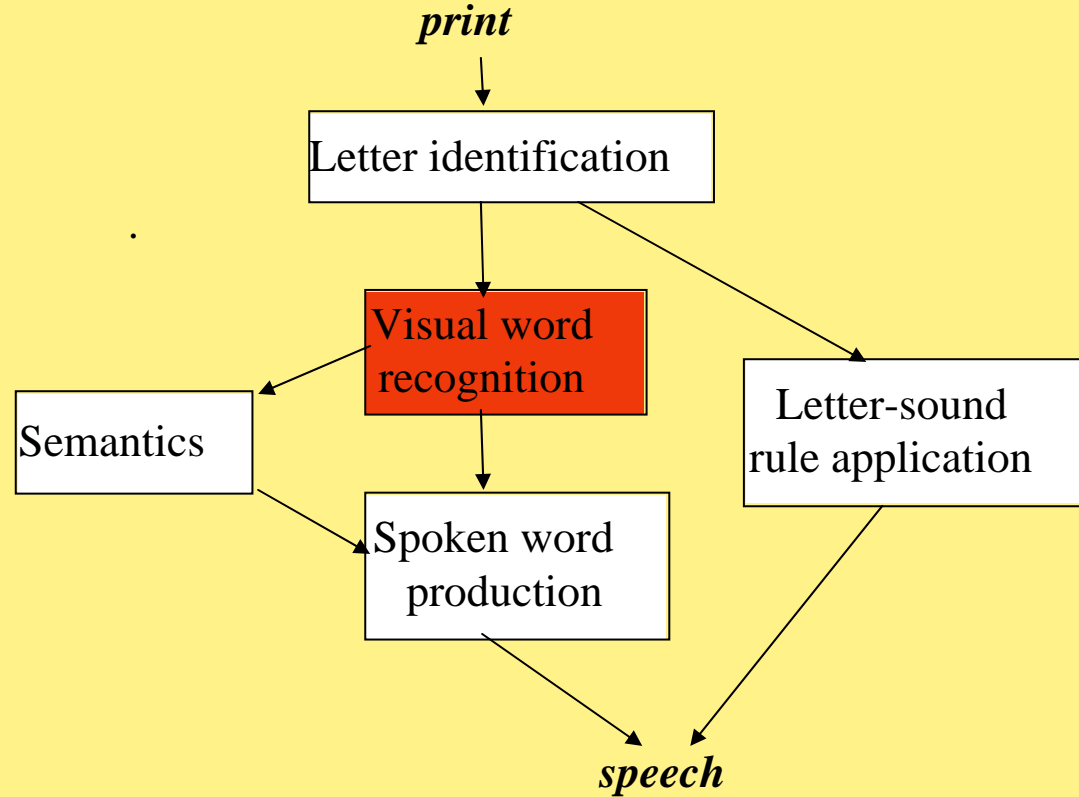 print
Letter identification
.
Visual word
recognition
Semantics
Letter-sound
rule application
Spoken word
production
speech